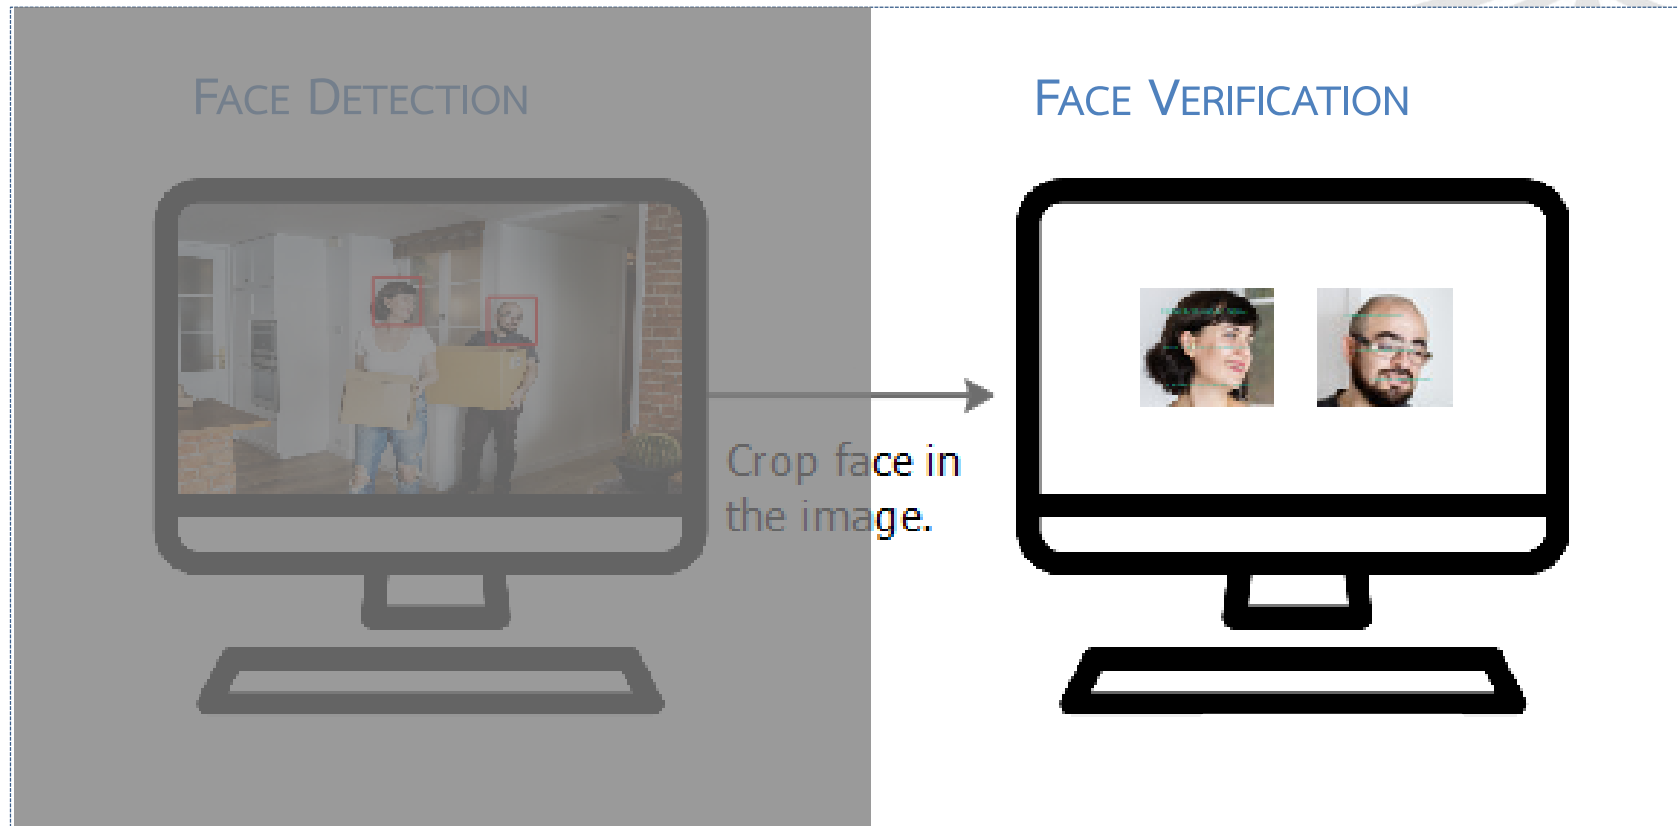 FACE DETECTION
FACE VERIFICATION
Crop face in
the image.